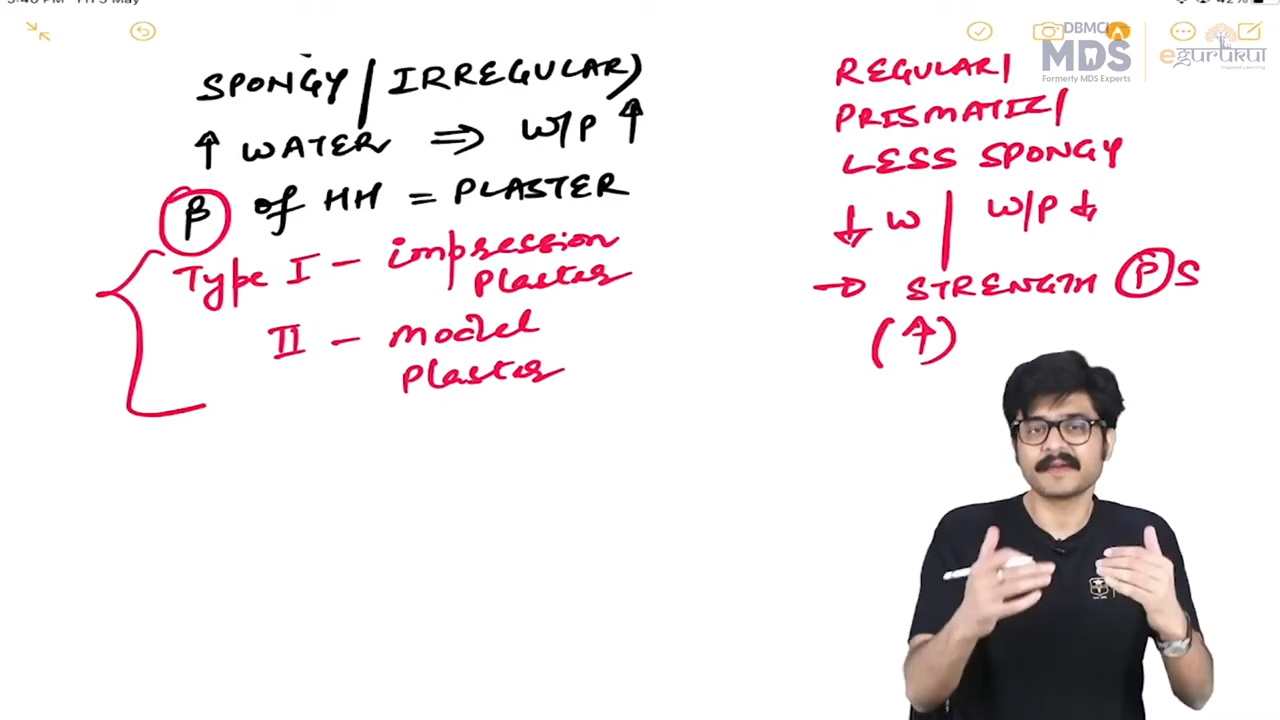 DBMCI
MDS
Formerly MDS Experts
eGurukul
SPONGY / IRREGULAR)
↑ WATER ⇒ W/P ↑
β of HH = PLASTER
Type I - impression
plaster
II - model
plaster
REGULAR/
PRISMATIC/
LESS SPONGY
↓ W / W/P ↓
→ STRENGTH
(↑)